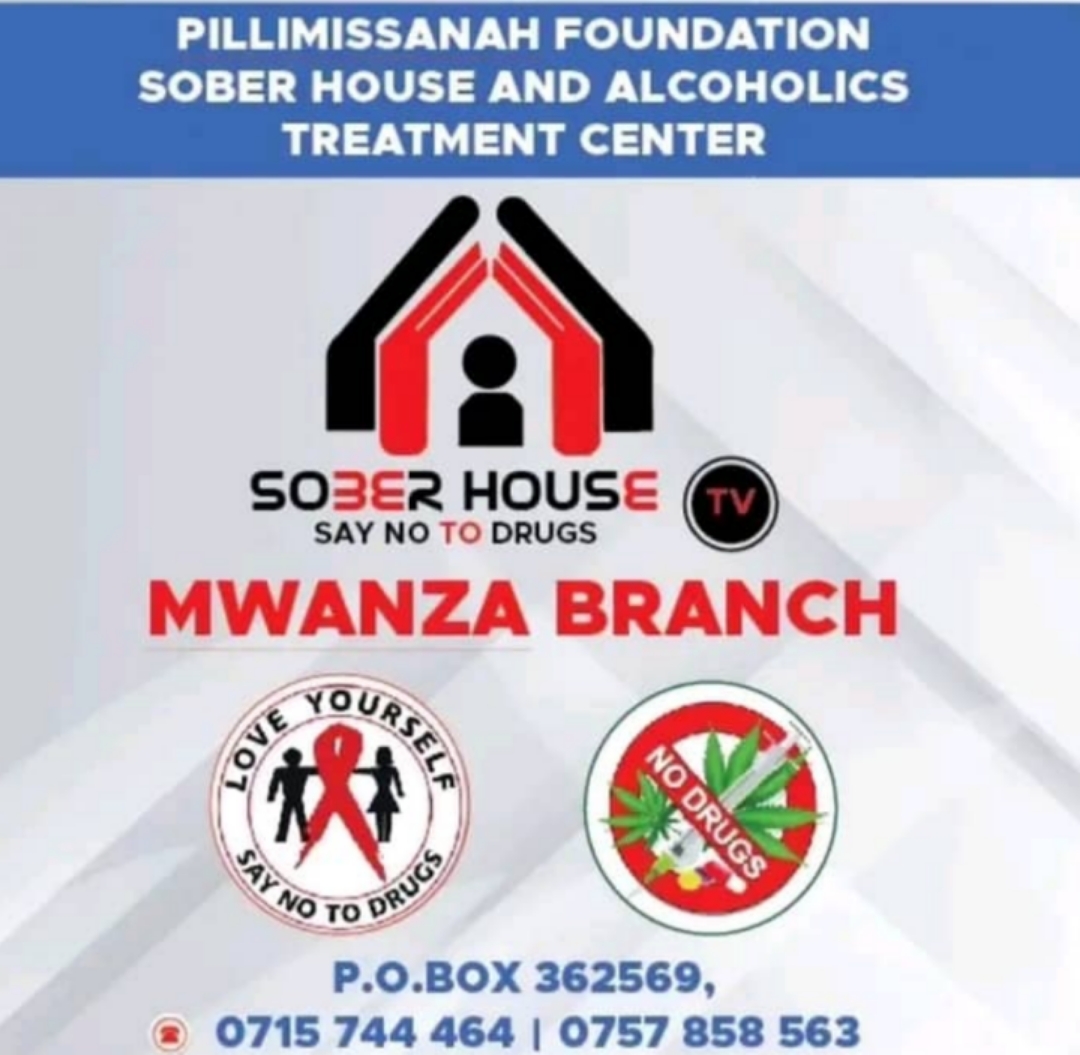 PILLIMISSANAH FOUNDATION
SOBER HOUSE AND ALCOHOLICS
TREATMENT CENTER
SOBER HOUSE
TV
SAY NO TO DRUGS
MWANZA BRANCH
LOVE YOURSELF
SAY NO TO DRUGS
NO DRUGS
P.O.BOX 362569,
0715 744 464 | 0757 858 563